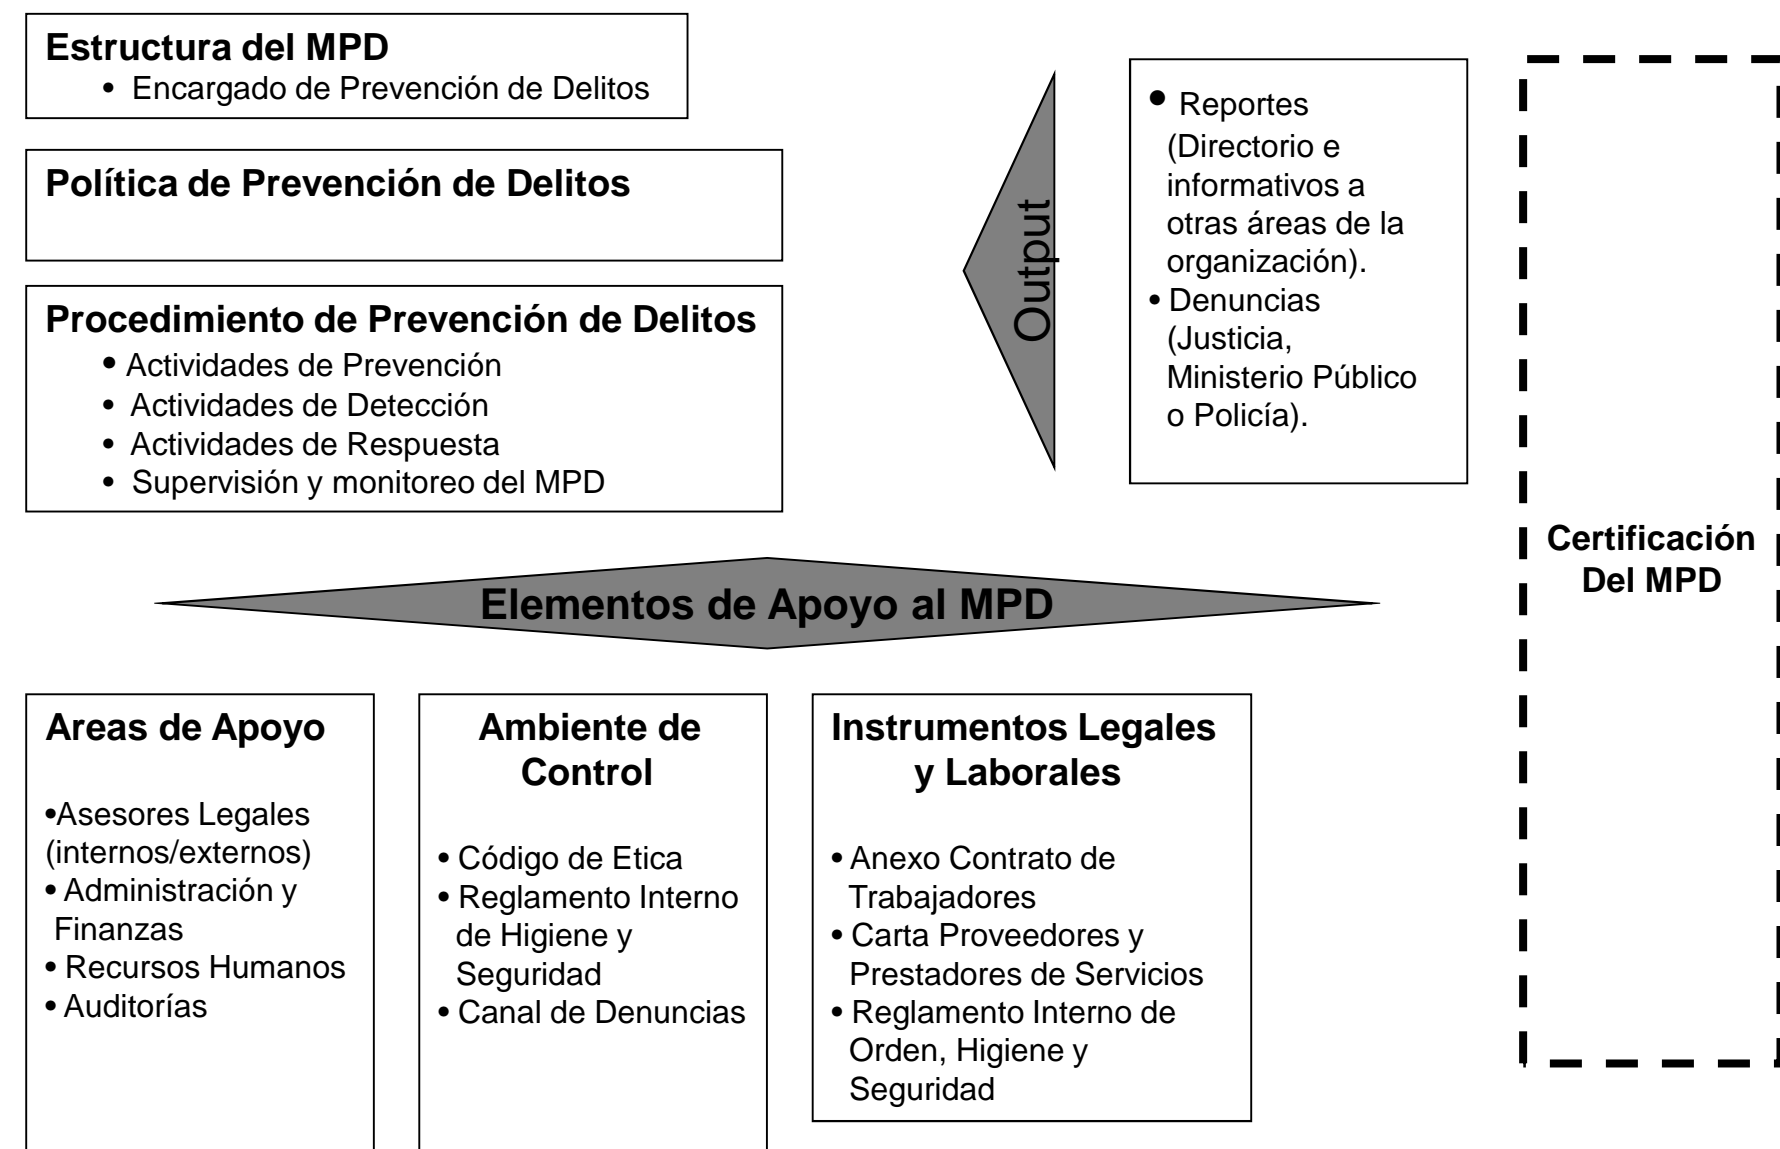 Estructura del MPD
• Encargado de Prevención de Delitos
Política de Prevención de Delitos
Procedimiento de Prevención de Delitos
• Actividades de Prevención
• Actividades de Detección
• Actividades de Respuesta
• Supervisión y monitoreo del MPD
Output
• Reportes
(Directorio e
informativos a
otras áreas de la
organización).
• Denuncias
(Justicia,
Ministerio Público
o Policía).
Certificación
Del MPD
Elementos de Apoyo al MPD
Areas de Apoyo
•Asesores Legales
(internos/externos)
• Administración y
Finanzas
• Recursos Humanos
• Auditorías
Ambiente de
Control
• Código de Etica
• Reglamento Interno
de Higiene y
Seguridad
• Canal de Denuncias
Instrumentos Legales
y Laborales
• Anexo Contrato de
Trabajadores
• Carta Proveedores y
Prestadores de Servicios
• Reglamento Interno de
Orden, Higiene y
Seguridad